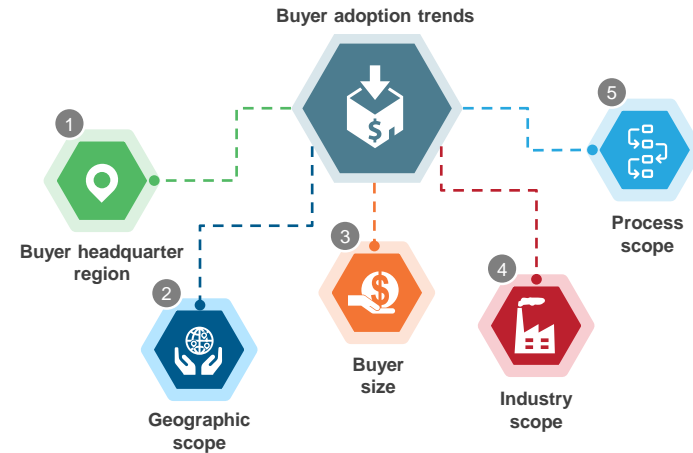 Buyer adoption trends
1
Buyer headquarter
region
2
Geographic
scope
3
$
Buyer
size
4
Industry
scope
5
Process
scope
$